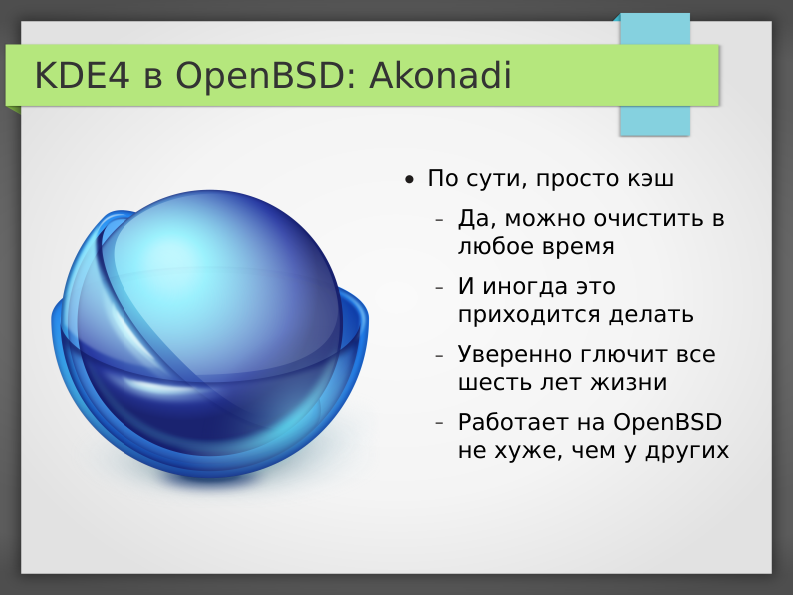 KDE4 в OpenBSD: Akonadi
• По сути, просто кэш
– Да, можно очистить в
любое время
– И иногда это
приходится делать
– Уверенно глючит все
шесть лет жизни
– Работает на OpenBSD
не хуже, чем у других